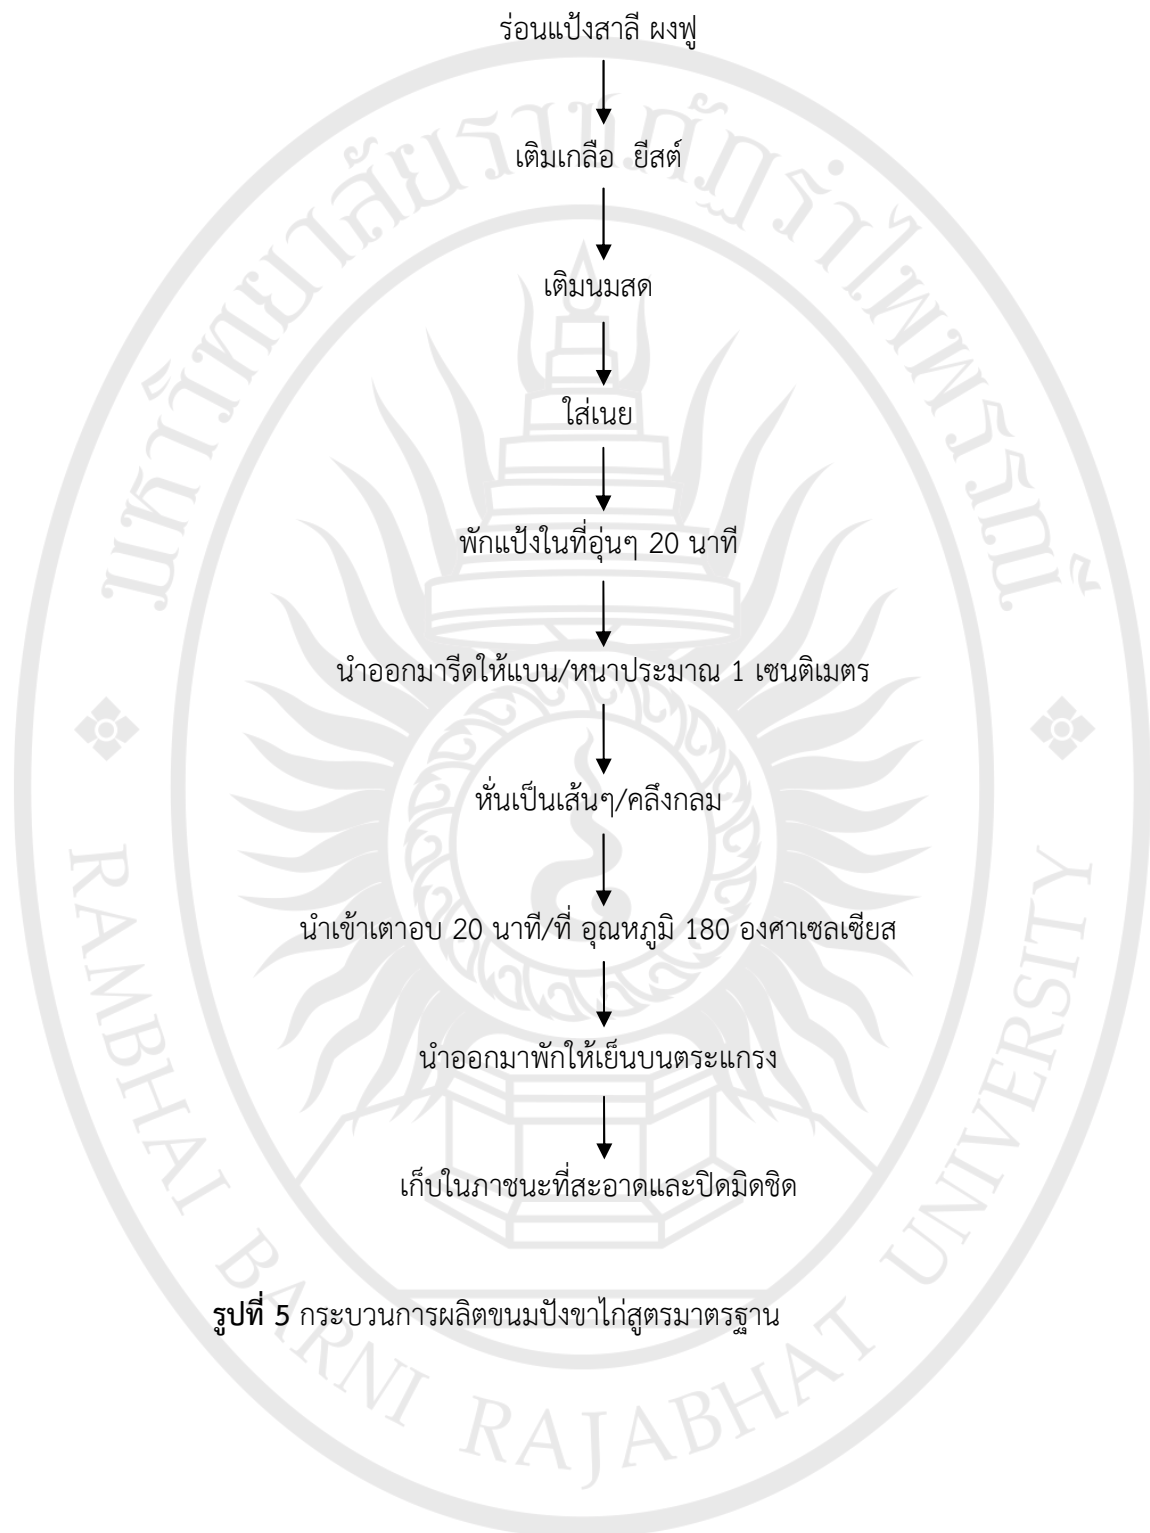 ร่อนแป้งสาลี ผงฟู
เติมเกลือ ยีสต์
เติมนมสด
ใส่เนย
พักแป้งในที่อุ่นๆ 20 นาที
นำออกมารีดให้แบน/หนาประมาณ 1 เซนติเมตร
หั่นเป็นเส้นๆ/คลึงกลม
นำเข้าเตาอบ 20 นาที/ที่ อุณหภูมิ 180 องศาเซลเซียส
นำออกมาพักให้เย็นบนตระแกรง
เก็บในภาชนะที่สะอาดและปิดมิดชิด
รูปที่ 5 กระบวนการผลิตขนมปังขาไก่สูตรมาตรฐาน
มหาวิทยาลัยราชภัฏรำไพพรรณี
RAMBHAI BARNI RAJABHAT UNIVERSITY